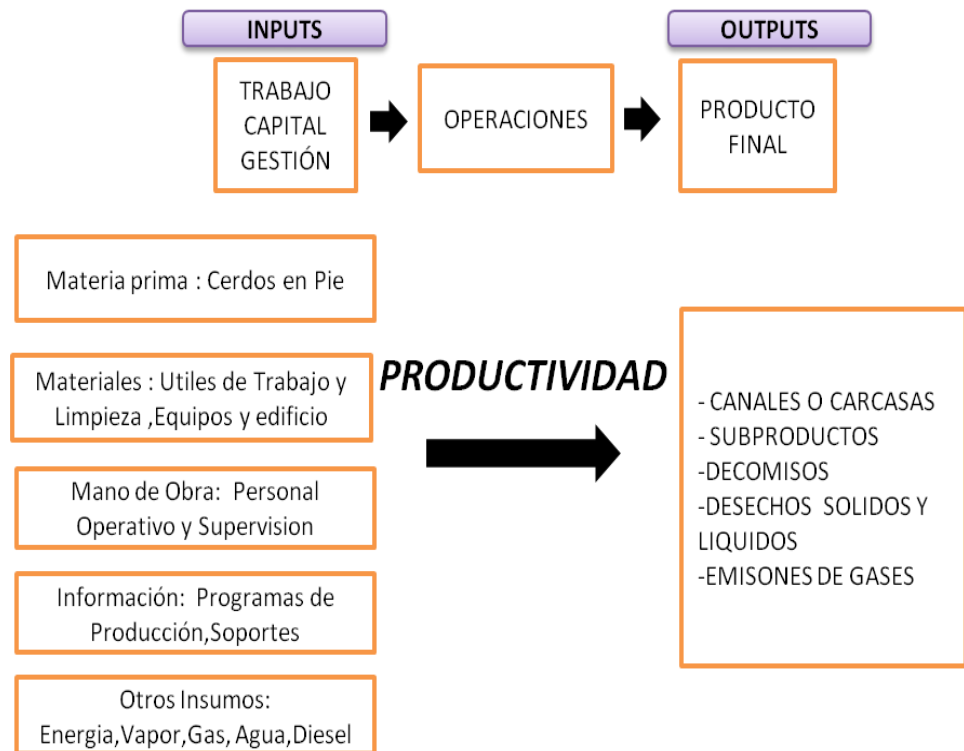 INPUTS
OUTPUTS
TRABAJO
CAPITAL
GESTIÓN
OPERACIONES
PRODUCTO
FINAL
Materia prima : Cerdos en Pie
Materiales : Utiles de Trabajo y
Limpieza ,Equipos y edificio
Mano de Obra: Personal
Operativo y Supervision
Información: Programas de
Producción,Soportes
Otros Insumos:
Energia,Vapor,Gas, Agua,Diesel
PRODUCTIVIDAD
- CANALES O CARCASAS
- SUBPRODUCTOS
-DECOMISOS
-DESECHOS SOLIDOS Y
LIQUIDOS
-EMISONES DE GASES